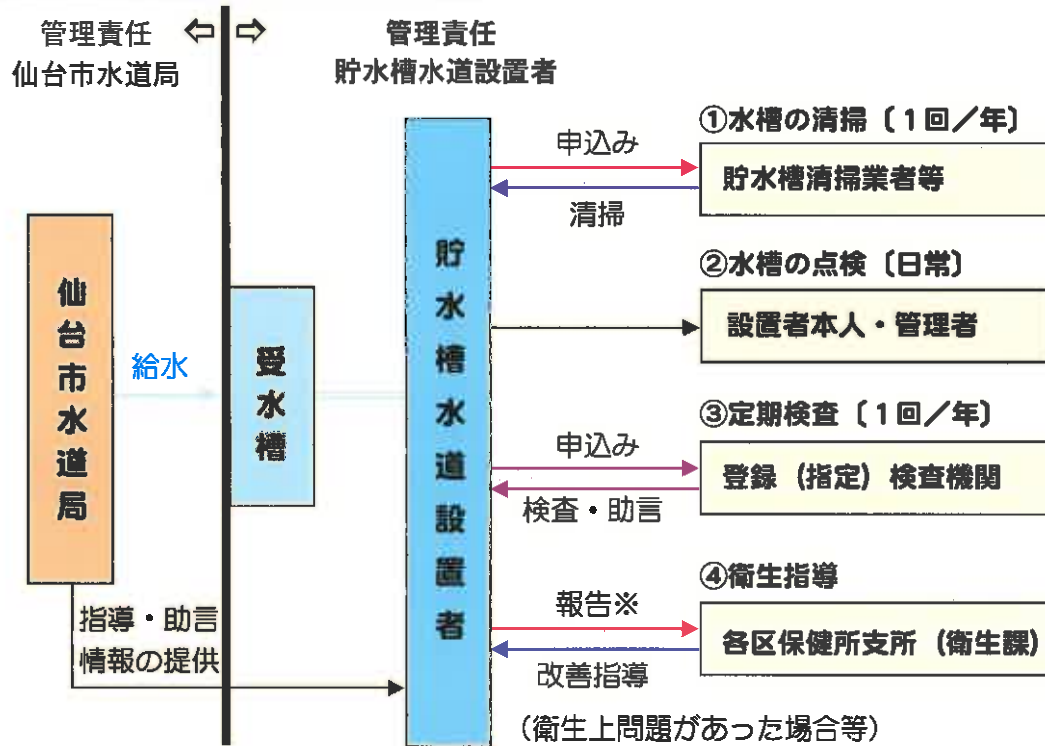 管理責任
仙台市水道局
⇦ ⇨
管理責任
貯水槽水道設置者
仙台市水道局
給水
受水槽
貯水槽水道設置者
指導・助言
情報の提供
①水槽の清掃〔1回／年〕
申込み
貯水槽清掃業者等
清掃
②水槽の点検〔日常〕
設置者本人・管理者
③定期検査〔1回／年〕
申込み
登録（指定）検査機関
検査・助言
④衛生指導
報告※
各区保健所支所（衛生課）
改善指導
（衛生上問題があった場合等）